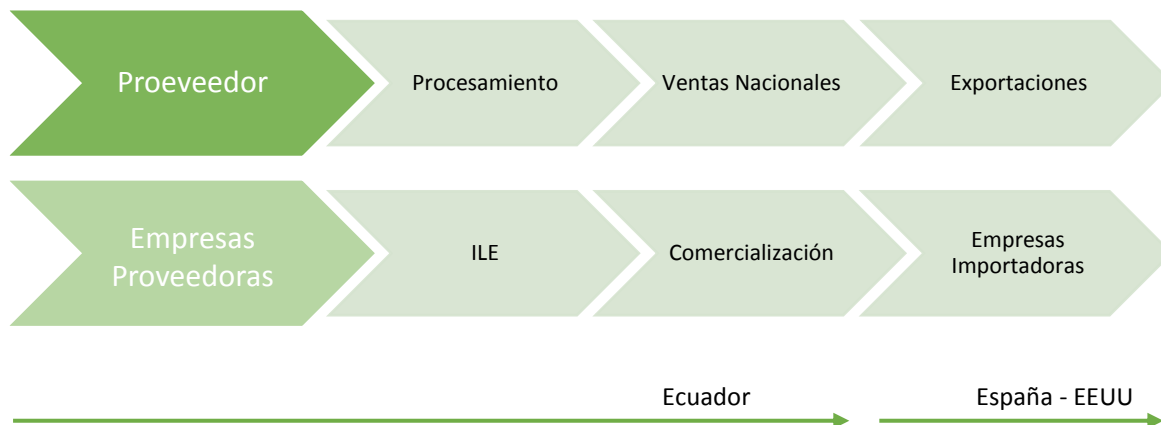 Proeveedor
Procesamiento
Ventas Nacionales
Exportaciones
Empresas
Proveedoras
ILE
Comercialización
Empresas
Importadoras
Ecuador
España - EEUU